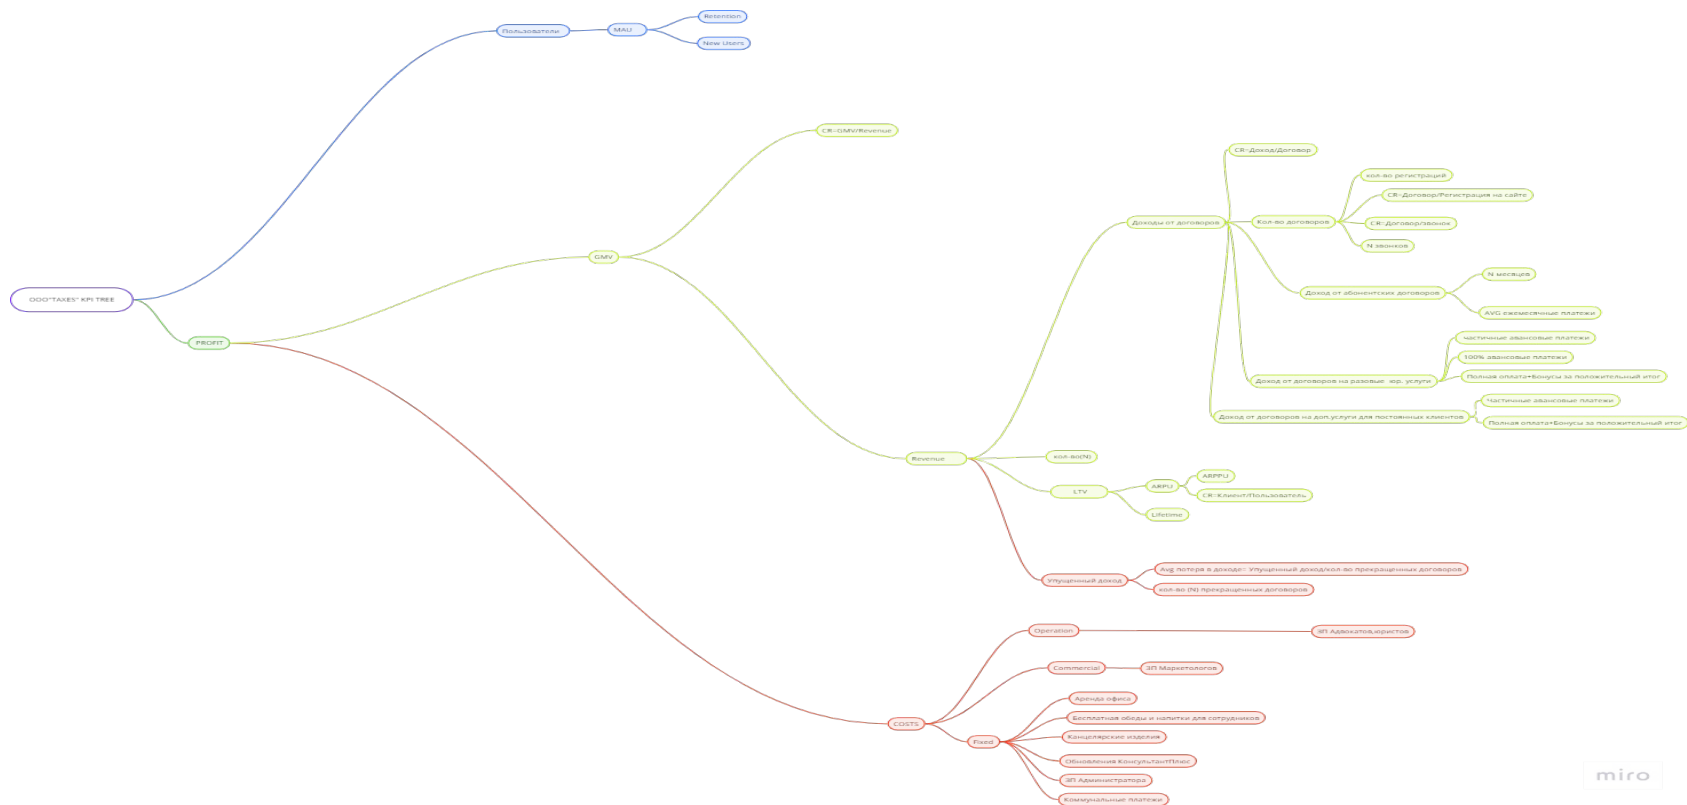 Retention
Пользователи
MAU
New Users
CR=GMV/Revenue
CR=Доход/Договор
кол-во регистраций
CR=Договор/Регистрация на сайте
Доходы от договоров
Кол-во договоров
CR=Договор/звонок
N звонков
GMV
N месяцев
Доход от абонентских договоров
ООО"TAXES" KPI TREE
AVG ежемесячные платежи
PROFIT
частичные авансовые платежи
100% авансовые платежи
Полная оплата+Бонусы за положительный итог
Доход от договоров на разовые юр. услуги
Частичные авансовые платежи
Доход от договоров на доп.услуги для постоянных клиентов
Полная оплата+Бонусы за положительный итог
Revenue
кол-во(N)
ARPPU
LTV
ARPU
CR=Клиент/Пользователь
Lifetime
Avg потеря в доходе= Упущенный доход/кол-во прекращенных договоров
Упущенный доход
кол-во (N) прекращенных договоров
Operation
ЗП Адвокатов,юристов
Commercial
ЗП Маркетологов
Аренда офиса
Бесплатная обеды и напитки для сотрудников
COSTS
Канцелярские изделия
Fixed
Обновления КонсультантПлюс
ЗП Администратора
Коммунальные платежи
miro